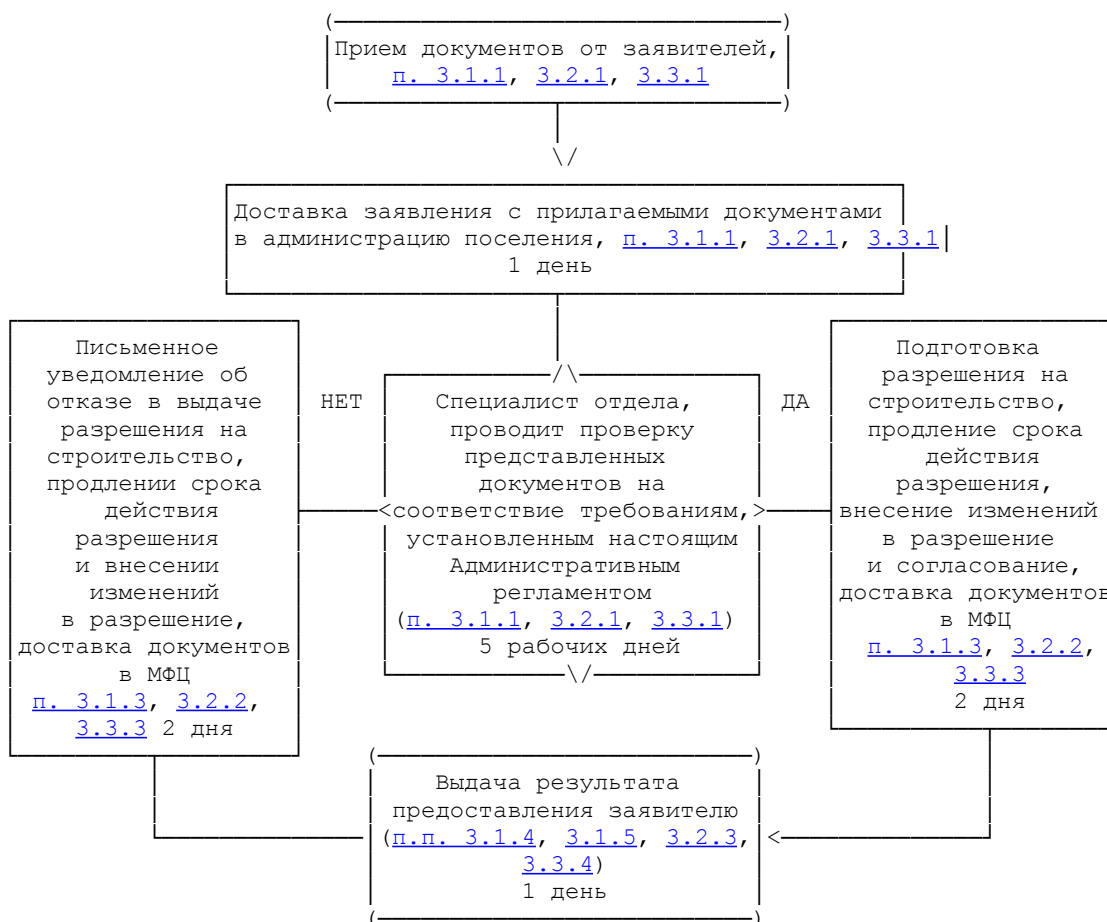 Прием документов от заявителей,
п. 3.1.1, 3.2.1, 3.3.1
Доставка заявления с прилагаемыми документами
в администрацию поселения, п. 3.1.1, 3.2.1, 3.3.1
1 день
Письменное
уведомление об
отказе в выдаче
разрешения на
строительство,
продлении срока
действия
разрешения
и внесении
изменений
в разрешение,
доставка документов
в МФЦ
п. 3.1.3, 3.2.2,
3.3.3 2 дня
НЕТ
Специалист отдела,
проводит проверку
представленных
документов на
соответствие требованиям,
установленным настоящим
Административным
регламентом
(п. 3.1.1, 3.2.1, 3.3.1)
5 рабочих дней
ДА
Подготовка
разрешения на
строительство,
продление срока
действия
разрешения,
внесение изменений
в разрешение
и согласование,
доставка документов
в МФЦ
п. 3.1.3, 3.2.2,
3.3.3
2 дня
Выдача результата
предоставления заявителю
(п.п. 3.1.4, 3.1.5, 3.2.3,
3.3.4)
1 день